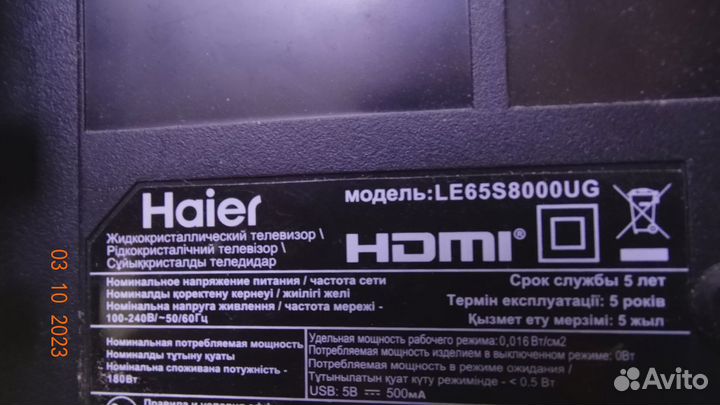 Haier
модель:LE65S8000UG
Жидкокристаллический телевизор \
Рідкокристалічний телевізор \
Сұйықкристалды теледидар
HDMI®
Номинальное напряжение питания / частота сети
Номиналды қоректену кернеуі / жиілігі желі
Номінальна напруга живлення / частота мережі -
100-240В/~50/60Гц
Срок службы 5 лет
Термін експлуатації: 5 років
Қызмет ету мерзімі: 5 жыл
Номинальная потребляемая мощность
Номиналды тұтыну қуаты
Номінальна споживана потужність -
180Вт
Удельная мощность рабочего режима:0,016Вт/см2
Потребляемая мощность изделием в выключенном режиме: 0Вт
Потребляемая мощность в режиме ожидания /
Тұтынылатын қуат күту режимінде - < 0.5 Вт
USB: 5В 500мА
Правила и условия
03 10 2023
Avito